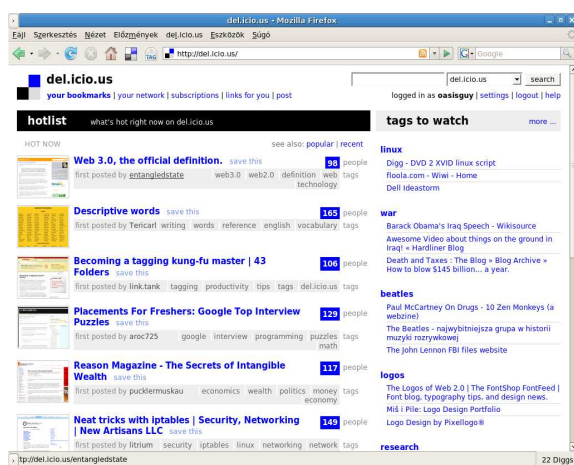 del.icio.us - Mozilla Firefox
Fájl Szerkesztés Nézet Előzmények del.icio.us Eszközök Súgó
TAG http://del.icio.us/ G Google
del.icio.us
del.icio.us search
your bookmarks | your network | subscriptions | links for you | post
logged in as oasisguy | settings | logout | help
hotlist what's hot right now on del.icio.us
HOT NOW see also: popular | recent
Web 3.0, the official definition. save this 98 people
first posted by entangledstate web3.0 web2.0 definition web tags
technology
Descriptive words save this 165 people
first posted by Tericarl writing words reference english vocabulary tags
Becoming a tagging kung-fu master | 43 106 people
Folders save this
first posted by link.tank tagging productivity tips tags del.icio.us tags
Placements For Freshers: Google Top Interview 129 people
Puzzles save this
first posted by aroc725 google interview programming puzzles tags
math
Reason Magazine - The Secrets of Intangible 117 people
Wealth save this
first posted by pucklermuskau economics wealth politics money tags
economy
Neat tricks with iptables | Security, Networking 149 people
| New Artisans LLC save this
first posted by litrium security iptables linux networking network tags
tags to watch more ...
linux
Digg - DVD 2 XVID linux script
floola.com - Wiwi - Home
Dell Ideastorm
war
Barack Obama's Iraq Speech - Wikisource
Awesome Video about things on the ground in
Iraq! « Hardliner Blog
Death and Taxes : The Blog » Blog Archive »
How to blow $145 billion... a year.
beatles
Paul McCartney On Drugs - 10 Zen Monkeys (a
webzine)
The Beatles - najwybitniejsza grupa w historii
muzyki rozrywkowej
The John Lennon FBI files website
logos
The Logos of Web 2.0 | The FontShop FontFeed |
Font blog, typography tips, and design news.
Miš i Pile: Logo Design Portfolio
Logo Design by Pixellogo®
research
tp://del.icio.us/entangledstate 22 Diggs